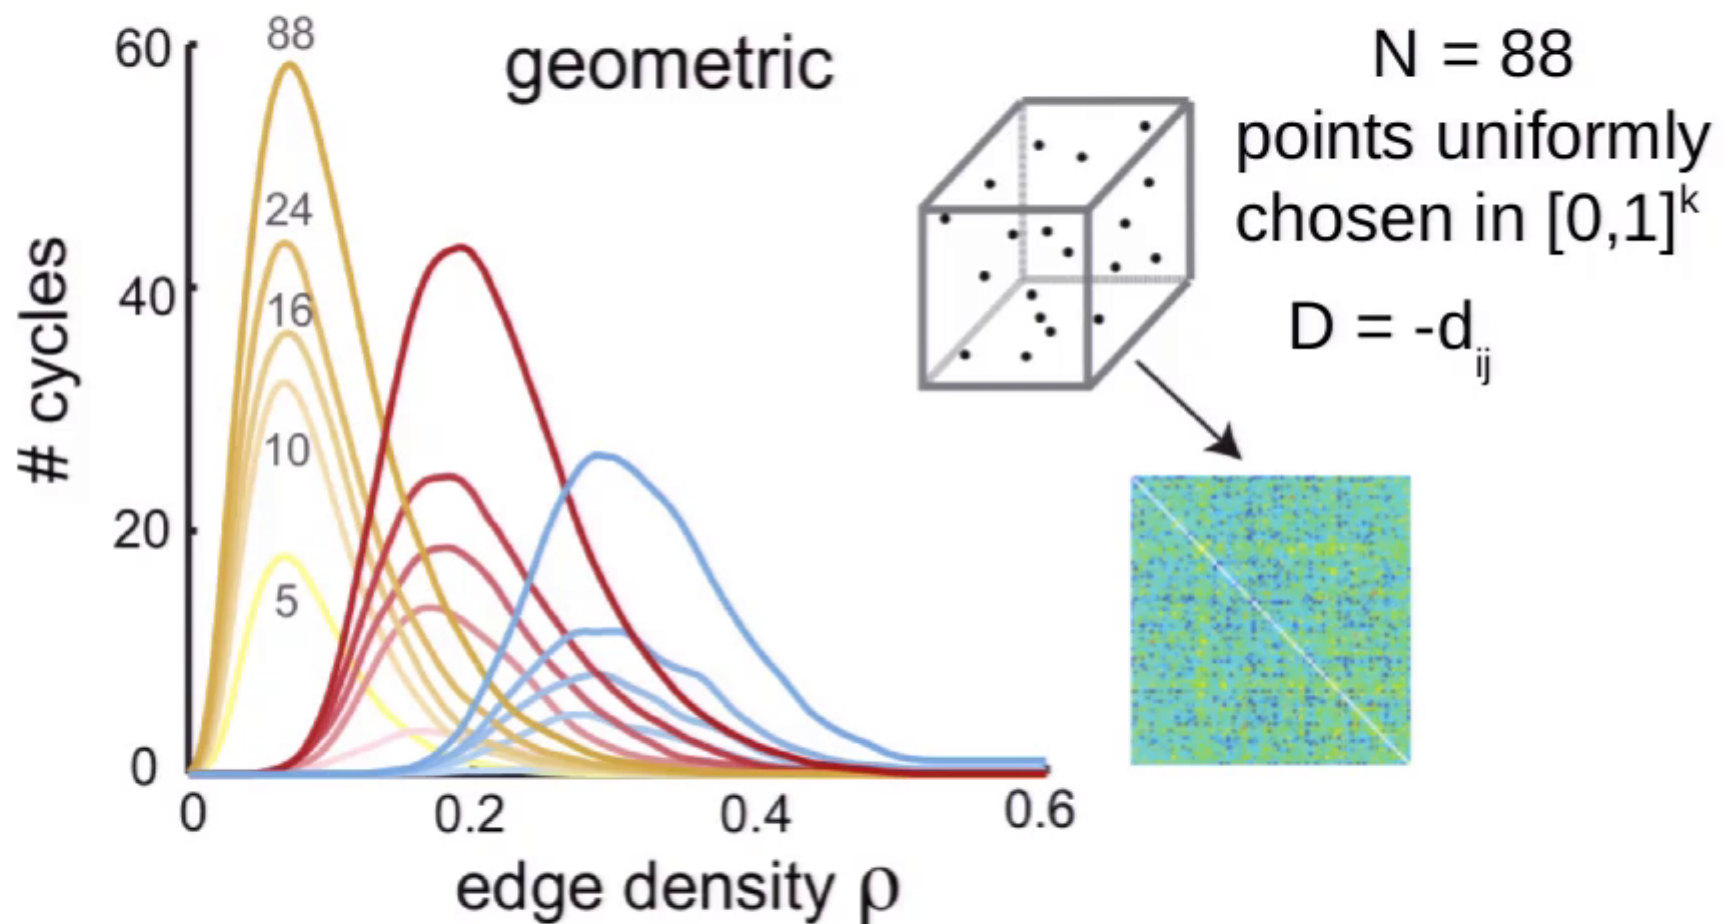 geometric
60
40
20
0
# cycles
88
24
16
10
5
0
0.2
0.4
0.6
edge density ρ
N = 88
points uniformly
chosen in [0,1]ᵏ
D = -dᵢⱼ